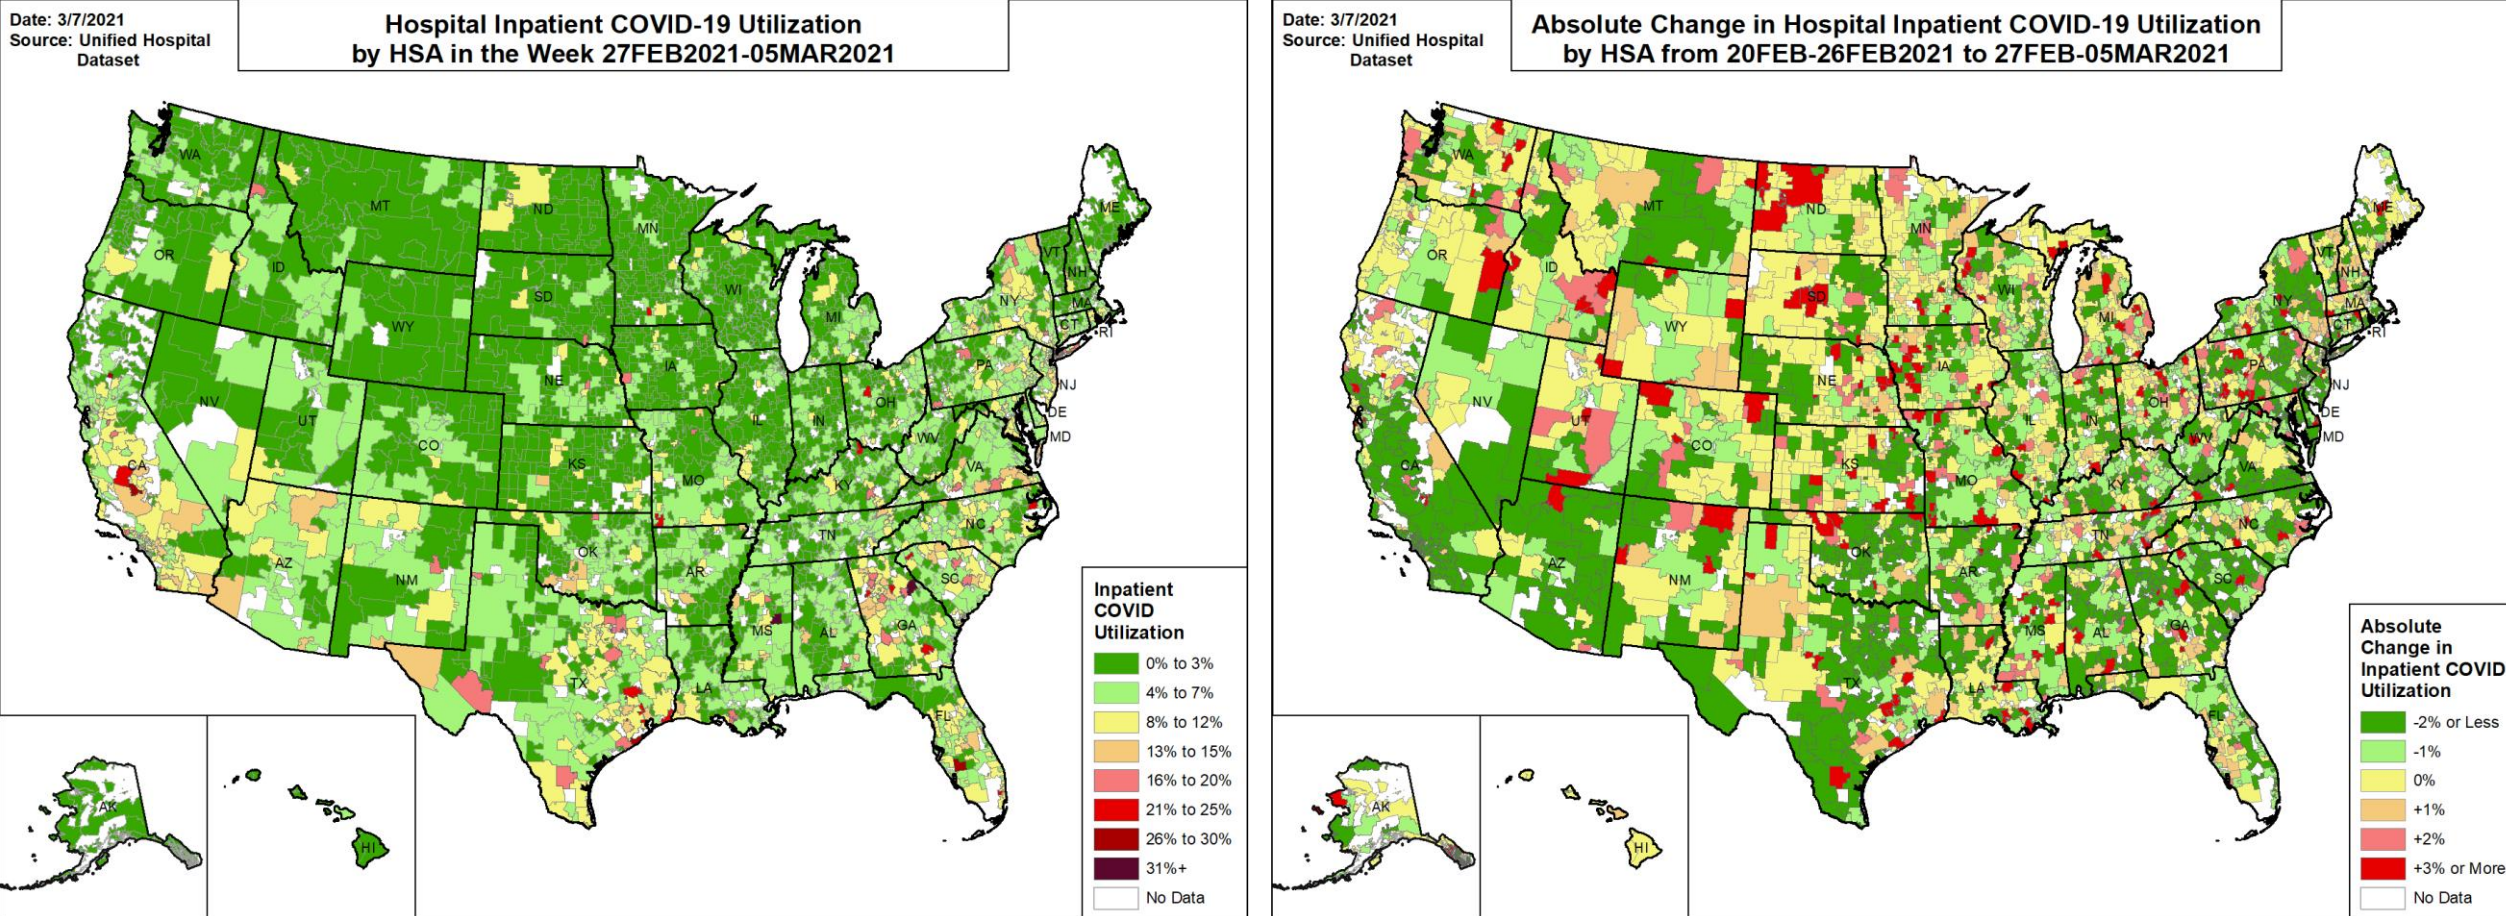 Date: 3/7/2021
Source: Unified Hospital
Dataset
Hospital Inpatient COVID-19 Utilization
by HSA in the Week 27FEB2021-05MAR2021
WA
MT
ND
MN
ME
OR
ID
SD
WI
VT
NH
WY
MI
NY
MA
CT
RI
NE
IA
PA
NJ
NV
UT
CO
IL
IN
OH
DE
MD
WV
CA
KS
MO
KY
VA
AZ
NM
OK
AR
TN
NC
SC
TX
LA
MS
AL
GA
FL
AK
HI
Inpatient
COVID
Utilization
0% to 3%
4% to 7%
8% to 12%
13% to 15%
16% to 20%
21% to 25%
26% to 30%
31%+
No Data
Date: 3/7/2021
Source: Unified Hospital
Dataset
Absolute Change in Hospital Inpatient COVID-19 Utilization
by HSA from 20FEB-26FEB2021 to 27FEB-05MAR2021
WA
MT
ND
MN
ME
OR
ID
SD
WI
VT
NH
WY
MI
NY
MA
CT
RI
NE
IA
PA
NJ
NV
UT
CO
IL
IN
OH
DE
MD
WV
CA
KS
MO
KY
VA
AZ
NM
OK
AR
TN
NC
SC
TX
LA
MS
AL
GA
FL
AK
HI
Absolute
Change in
Inpatient COVID
Utilization
-2% or Less
-1%
0%
+1%
+2%
+3% or More
No Data